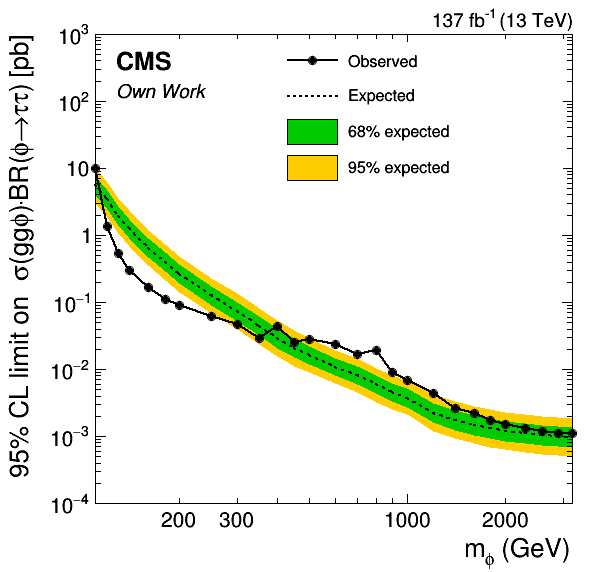 137 fb⁻¹ (13 TeV)
95% CL limit on σ(ggϕ)·BR(ϕ→ττ) [pb]
10³
10²
10
1
10⁻¹
10⁻²
10⁻³
10⁻⁴
CMS
Own Work
Observed
Expected
68% expected
95% expected
200 300 1000 2000
m_ϕ (GeV)